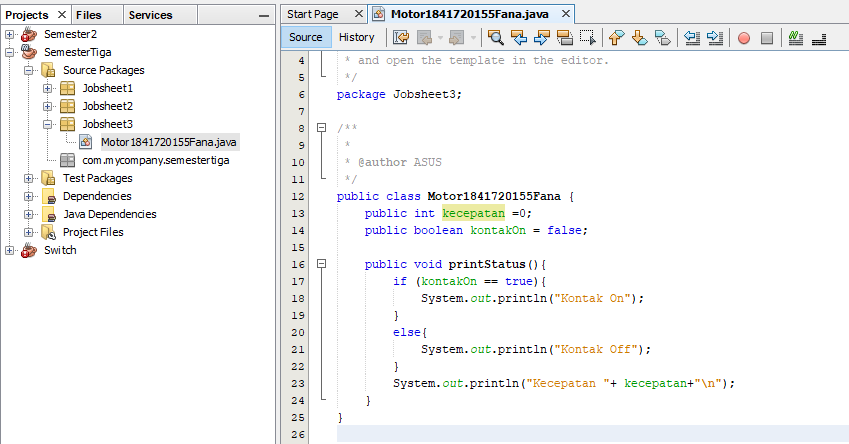 Projects Files Services
Semester2
SemesterTiga
Source Packages
Jobsheet1
Jobsheet2
Jobsheet3
Motor1841720155Fana.java
com.mycompany.semestertiga
Test Packages
Dependencies
Java Dependencies
Project Files
Switch
Start Page Motor1841720155Fana.java
Source History
4 * and open the template in the editor.
5 */
6 package Jobsheet3;
7
8 /**
9 *
10 * @author ASUS
11 */
12 public class Motor1841720155Fana {
13 public int kecepatan =0;
14 public boolean kontakOn = false;
15
16 public void printStatus(){
17 if (kontakOn == true){
18 System.out.println("Kontak On");
19 }
20 else{
21 System.out.println("Kontak Off");
22 }
23 System.out.println("Kecepatan "+ kecepatan+"\n");
24 }
25 }
26